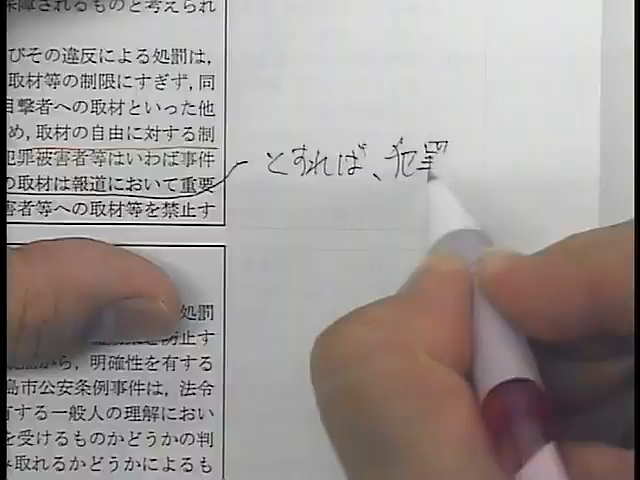 保障されるものと考えられ
びその違反による処罰は，
取材等の制限にすぎず，同
目撃者への取材といった他
め，取材の自由に対する制
犯罪被害者等はいわば事件
の取材は報道において重要
害者等への取材等を禁止す
とすれば、犯罪
処罰
防止す
から，明確性を有する
島市公安条例事件は，法令
有する一般人の理解におい
を受けるものかどうかの判
み取れるかどうかによるも